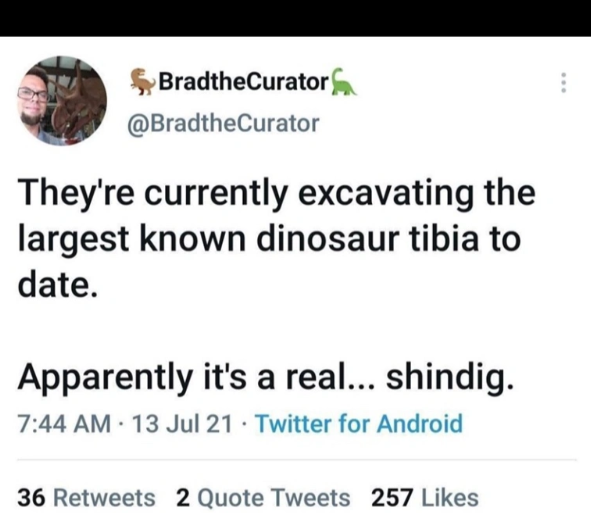 🦖BradtheCurator🦕
@BradtheCurator
They're currently excavating the
largest known dinosaur tibia to
date.
Apparently it's a real... shindig.
7:44 AM · 13 Jul 21 · Twitter for Android
36 Retweets 2 Quote Tweets 257 Likes